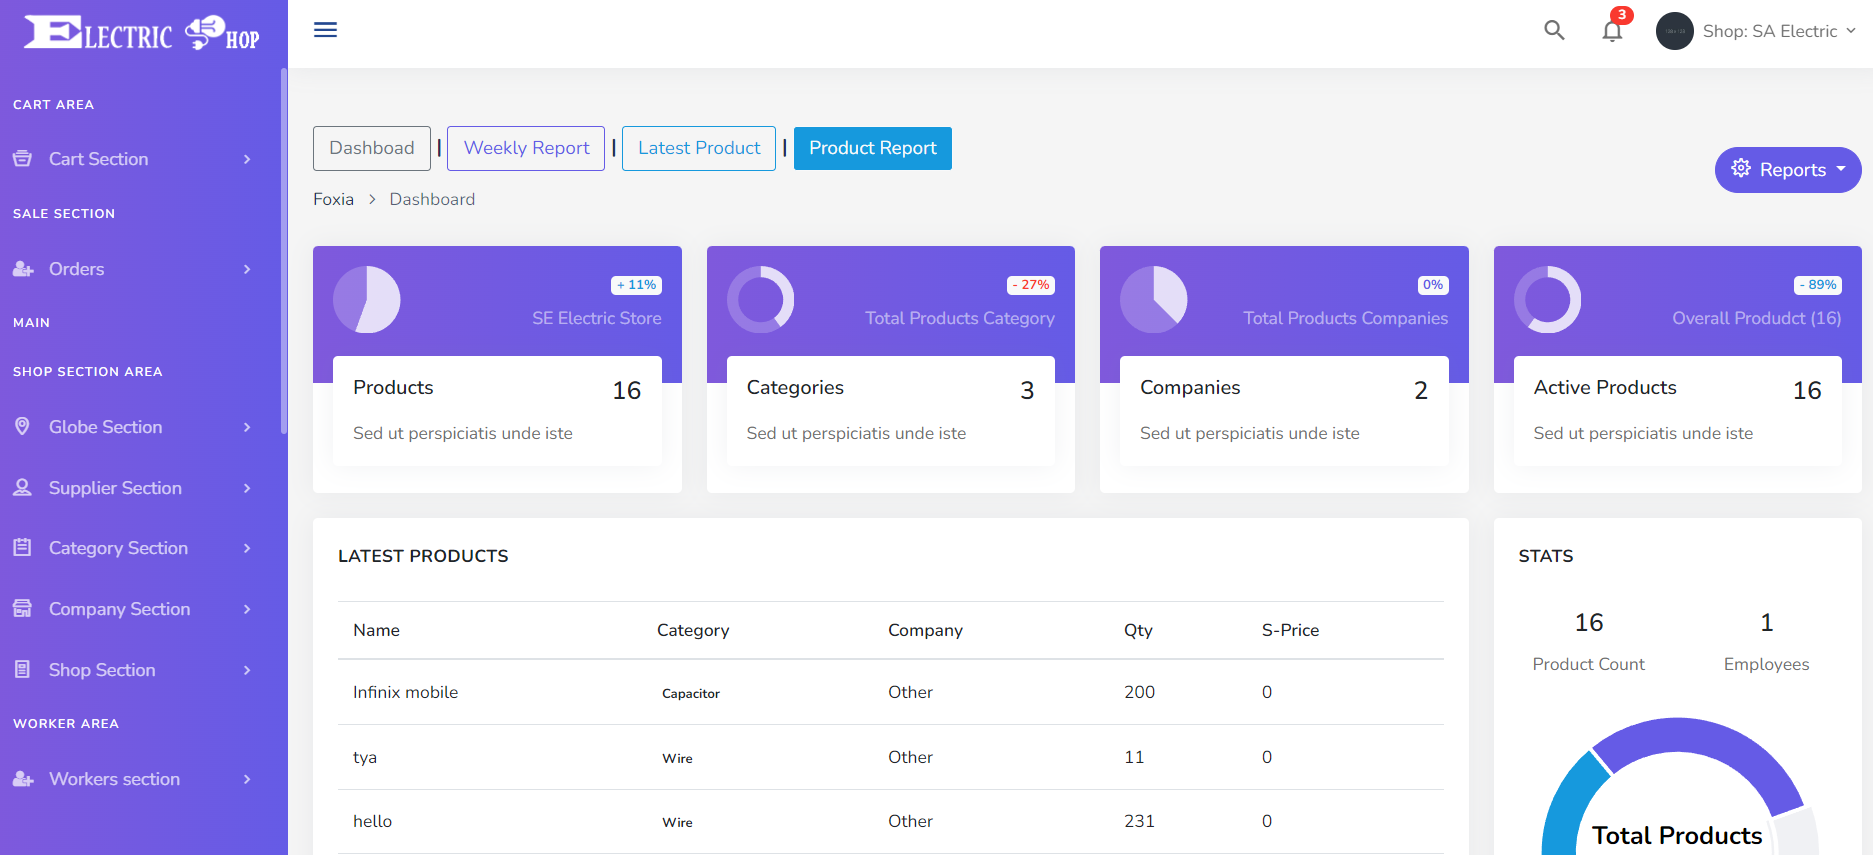 ELECTRIC SHOP
3
Shop: SA Electric
CART AREA
Cart Section
SALE SECTION
Orders
MAIN
SHOP SECTION AREA
Globe Section
Supplier Section
Category Section
Company Section
Shop Section
WORKER AREA
Workers section
Dashboad | Weekly Report | Latest Product | Product Report
Reports
Foxia > Dashboard
+ 11%
SE Electric Store
Products 16
Sed ut perspiciatis unde iste
- 27%
Total Products Category
Categories 3
Sed ut perspiciatis unde iste
0%
Total Products Companies
Companies 2
Sed ut perspiciatis unde iste
- 89%
Overall Produdct (16)
Active Products 16
Sed ut perspiciatis unde iste
LATEST PRODUCTS
Name Category Company Qty S-Price
Infinix mobile Capacitor Other 200 0
tya Wire Other 11 0
hello Wire Other 231 0
STATS
16 1
Product Count Employees
Total Products